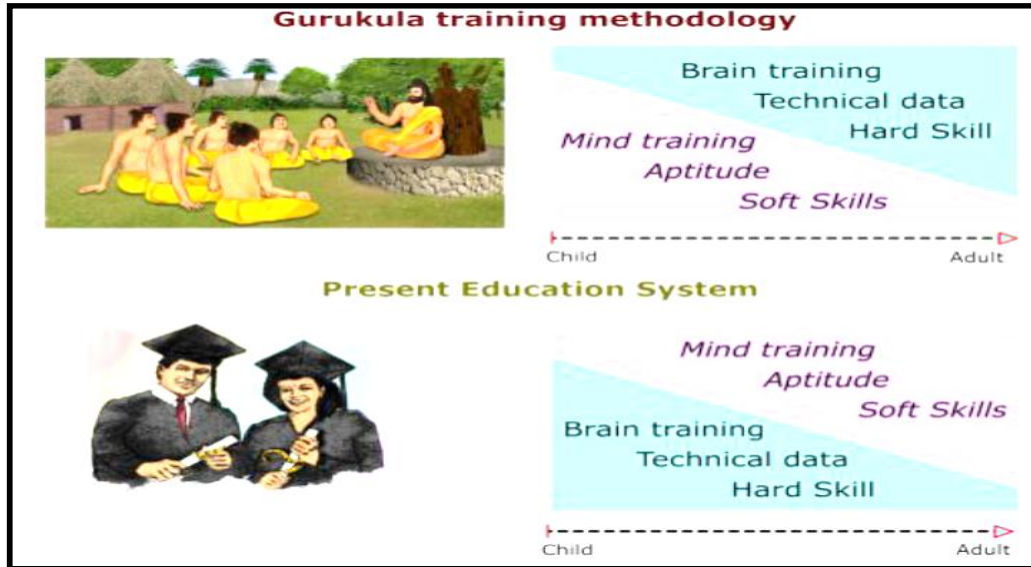 Gurukula training methodology
Brain training
Technical data
Hard Skill
Mind training
Aptitude
Soft Skills
Child
Adult
Present Education System
Mind training
Aptitude
Soft Skills
Brain training
Technical data
Hard Skill
Child
Adult